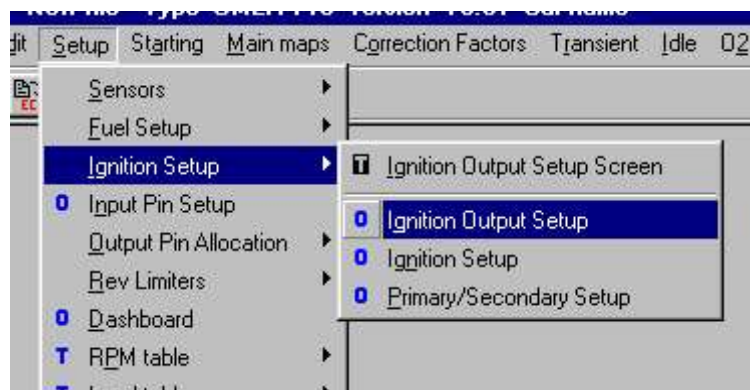 dit Setup Starting Main maps Correction Factors Transient Idle O2
EC
Sensors
Fuel Setup
Ignition Setup
T Ignition Output Setup Screen
O Ignition Output Setup
O Ignition Setup
O Primary/Secondary Setup
O Input Pin Setup
Output Pin Allocation
Rev Limiters
O Dashboard
T RPM table
T